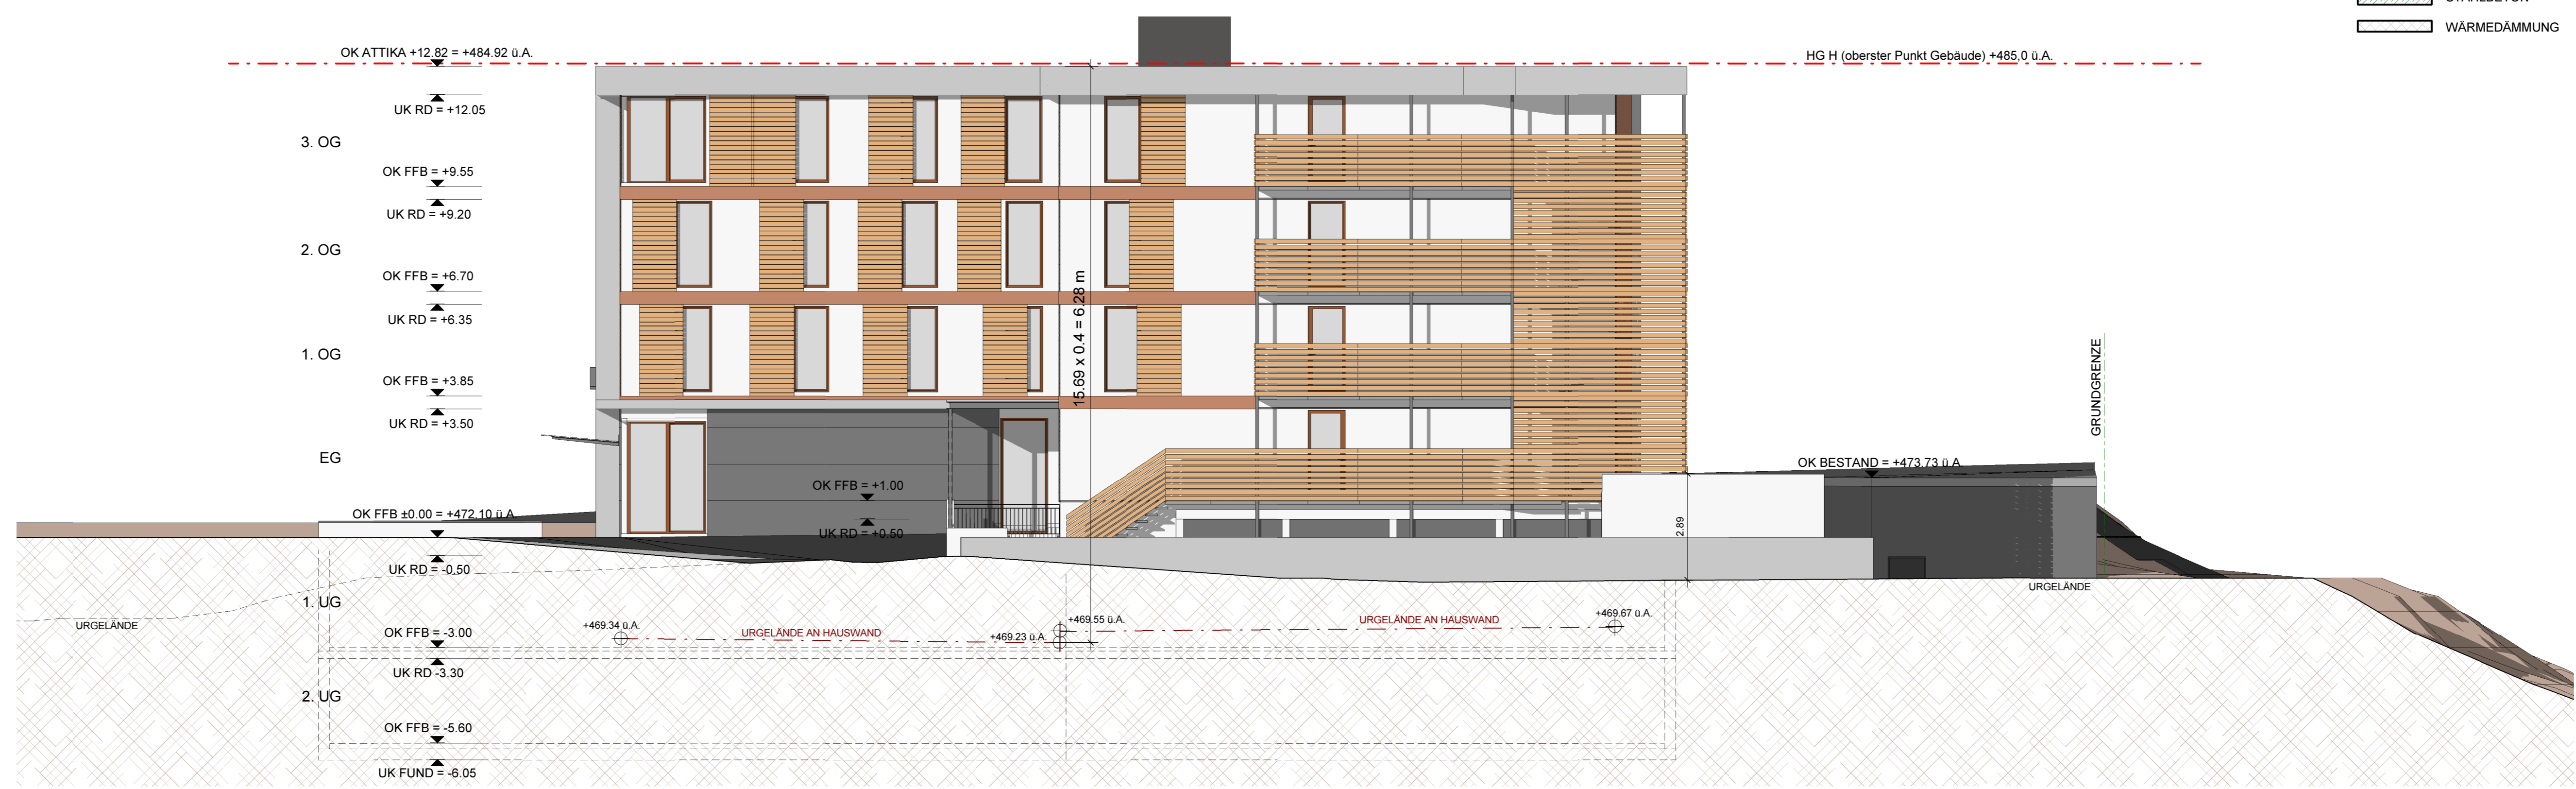 STAHLBETON
WÄRMEDÄMMUNG
OK ATTIKA +12.82 = +484.92 ü.A.
HG H (oberster Punkt Gebäude) +485,0 ü.A.
UK RD = +12.05
3. OG
OK FFB = +9.55
UK RD = +9.20
2. OG
OK FFB = +6.70
UK RD = +6.35
1. OG
OK FFB = +3.85
UK RD = +3.50
EG
15.69 x 0.4 = 6.28 m
GRUNDGRENZE
OK BESTAND = +473.73 ü.A.
OK FFB = +1.00
UK RD = +0.50
OK FFB ±0.00 = +472.10 ü.A.
2.89
UK RD = -0.50
URGELÄNDE
1. UG
URGELÄNDE
+469.34 ü.A.
URGELÄNDE AN HAUSWAND
+469.23 ü.A.
+469.55 ü.A.
URGELÄNDE AN HAUSWAND
+469.67 ü.A.
OK FFB = -3.00
UK RD -3.30
2. UG
OK FFB = -5.60
UK FUND = -6.05